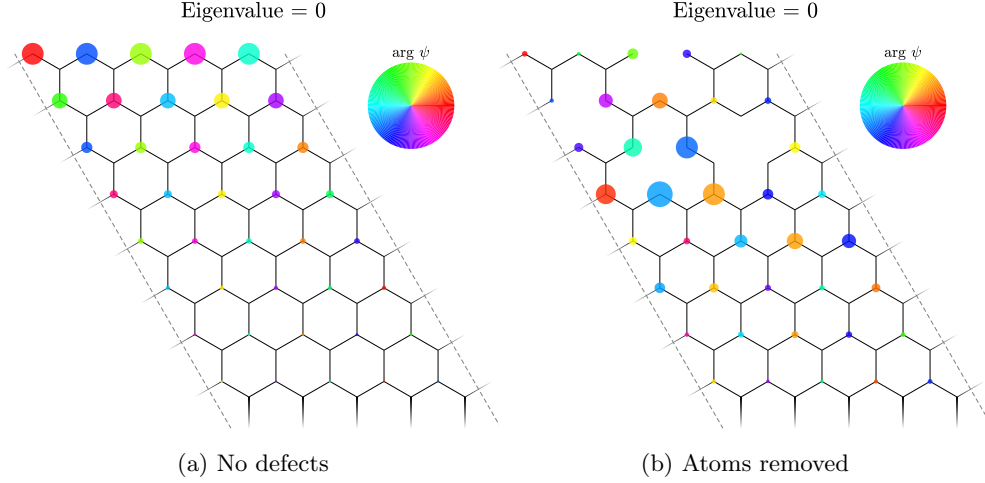 Eigenvalue = 0
arg ψ
(a) No defects
Eigenvalue = 0
arg ψ
(b) Atoms removed